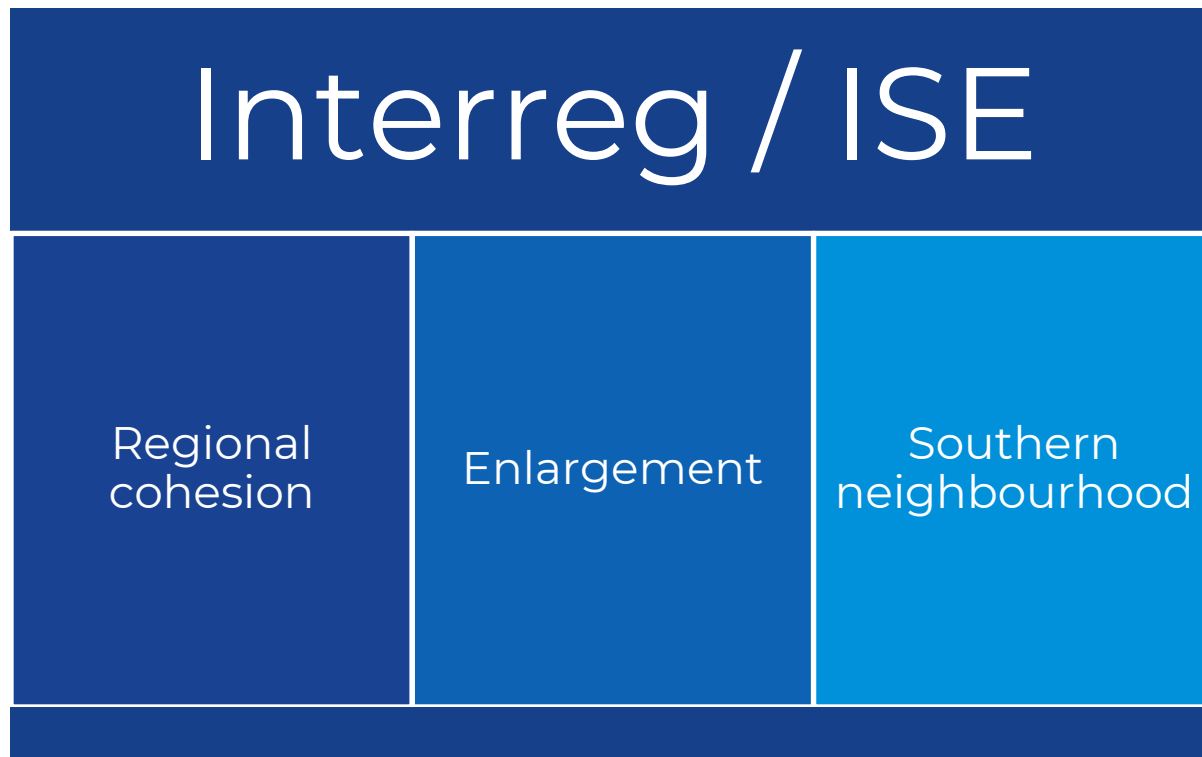 Interreg / ISE
Regional
cohesion
Enlargement
Southern
neighbourhood